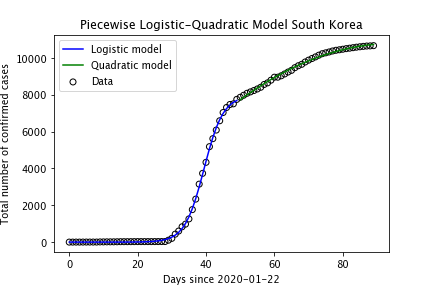 Piecewise Logistic-Quadratic Model South Korea
Total number of confirmed cases
10000
8000
6000
4000
2000
0
Logistic model
Quadratic model
Data
0 20 40 60 80
Days since 2020-01-22